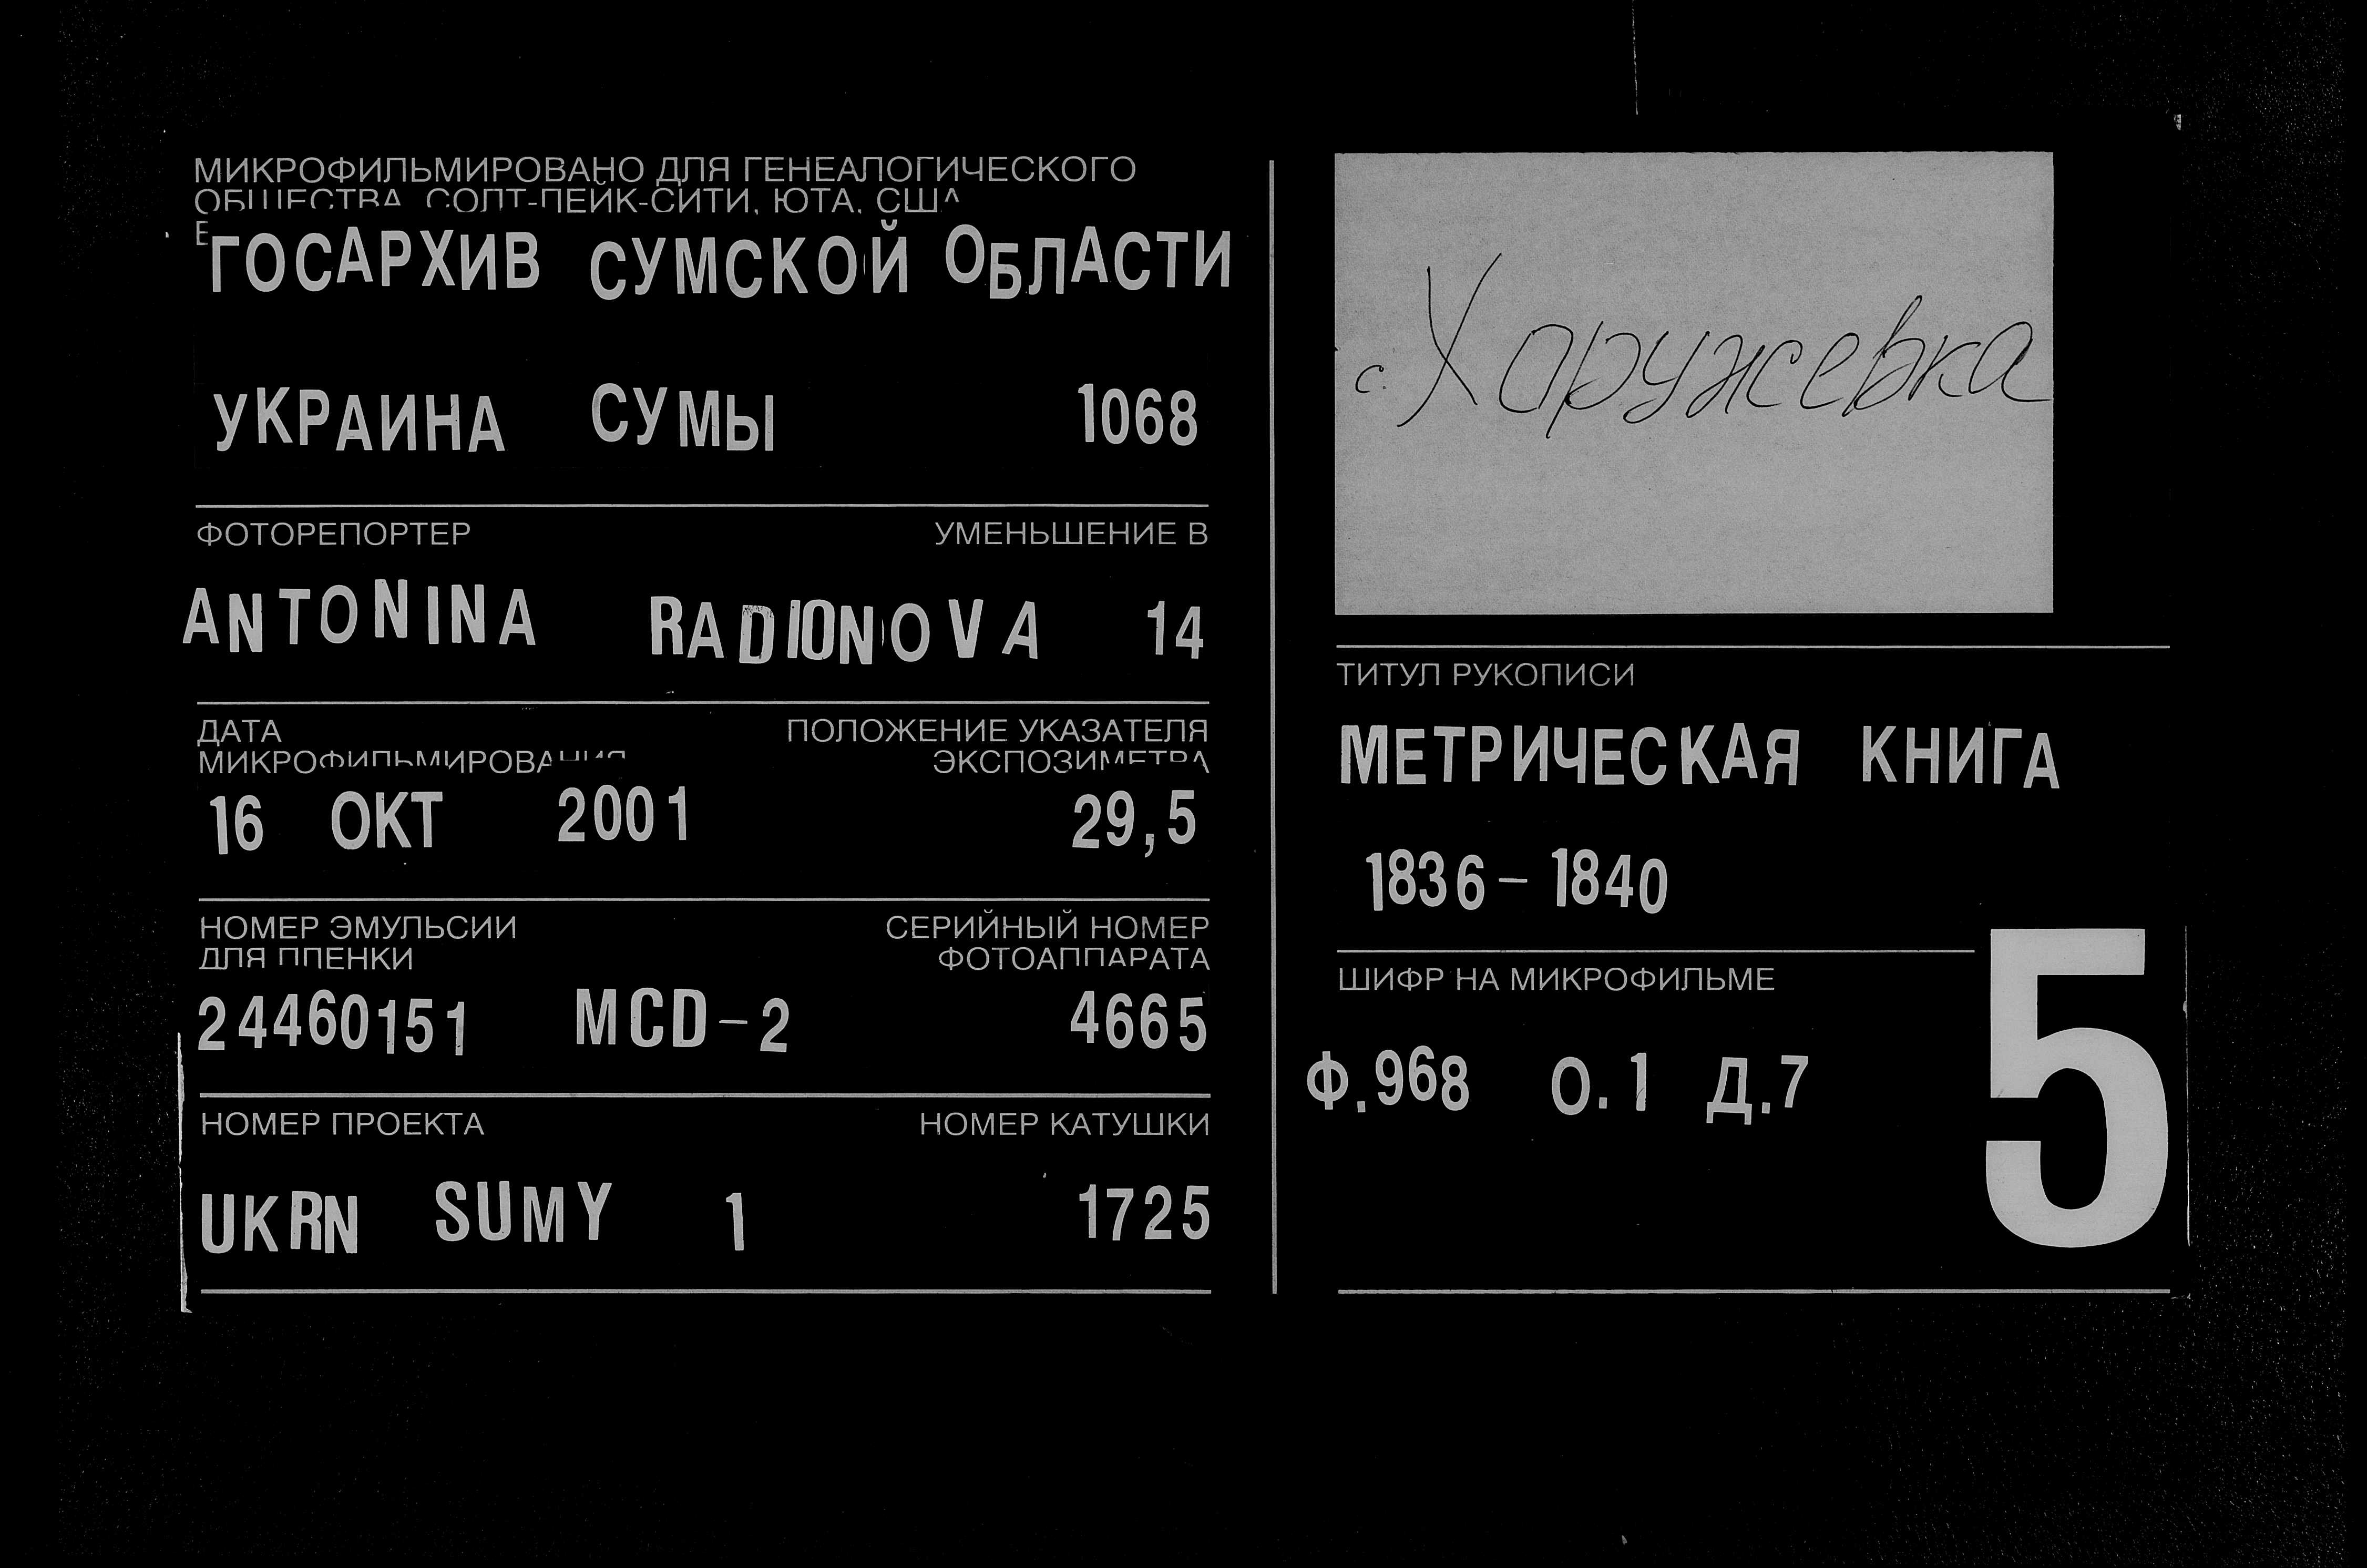 МИКРОФИЛЬМИРОВАНО ДЛЯ ГЕНЕАЛОГИЧЕСКОГО
ОБЩЕСТВА, СОЛТ-ЛЕЙК-СИТИ, ЮТА, США
В
ГОСАРХИВ СУМСКОЙ ОБЛАСТИ
УКРАИНА СУМЫ 1068
ФОТОРЕПОРТЕР УМЕНЬШЕНИЕ В
ANTONINA RADIONOVA 14
ДАТА ПОЛОЖЕНИЕ УКАЗАТЕЛЯ
МИКРОФИЛЬМИРОВАНИЯ ЭКСПОЗИМЕТРА
16 ОКТ 2001 29,5
НОМЕР ЭМУЛЬСИИ СЕРИЙНЫЙ НОМЕР
ДЛЯ ПЛЕНКИ ФОТОАППАРАТА
24460151 MCD-2 4665
НОМЕР ПРОЕКТА НОМЕР КАТУШКИ
UKRN SUMY 1 1725
с. Хоружевка
ТИТУЛ РУКОПИСИ
МЕТРИЧЕСКАЯ КНИГА
1836-1840
ШИФР НА МИКРОФИЛЬМЕ
Ф.968 О.1 Д.7
5